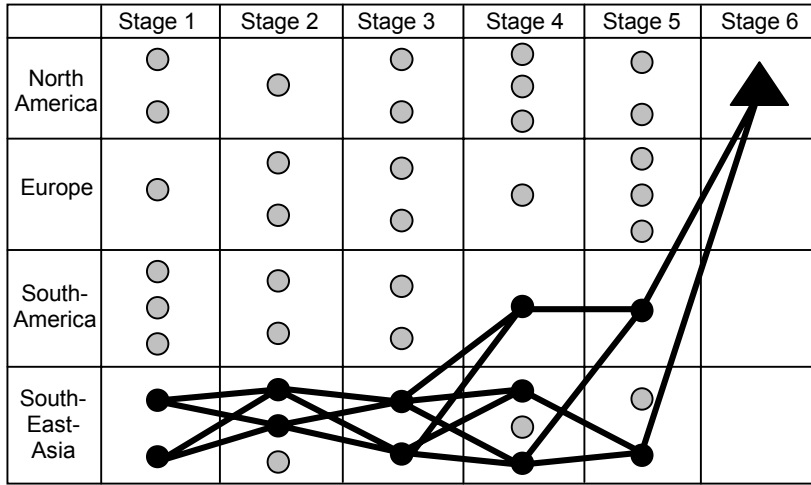 Stage 1 Stage 2 Stage 3 Stage 4 Stage 5 Stage 6
North
America
Europe
South-
America
South-
East-
Asia